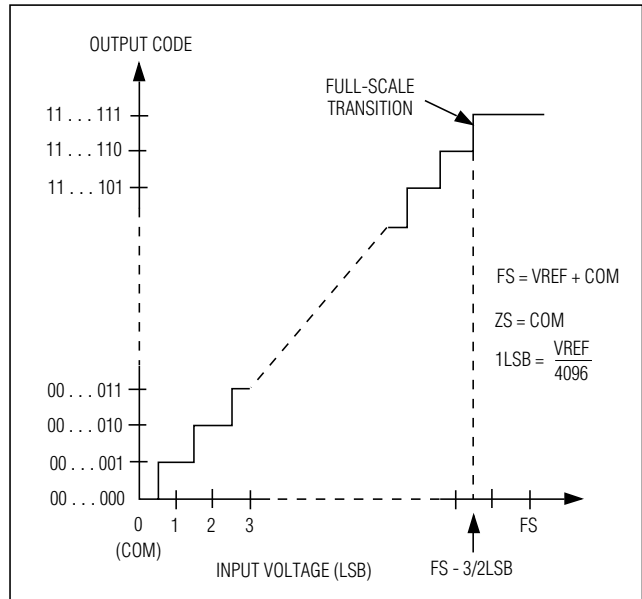 OUTPUT CODE
FULL-SCALE
TRANSITION
11 . . . 111
11 . . . 110
11 . . . 101
FS = VREF + COM
ZS = COM
1LSB = VREF
4096
00 . . . 011
00 . . . 010
00 . . . 001
00 . . . 000
0 1 2 3 FS
(COM)
INPUT VOLTAGE (LSB) FS - 3/2LSB